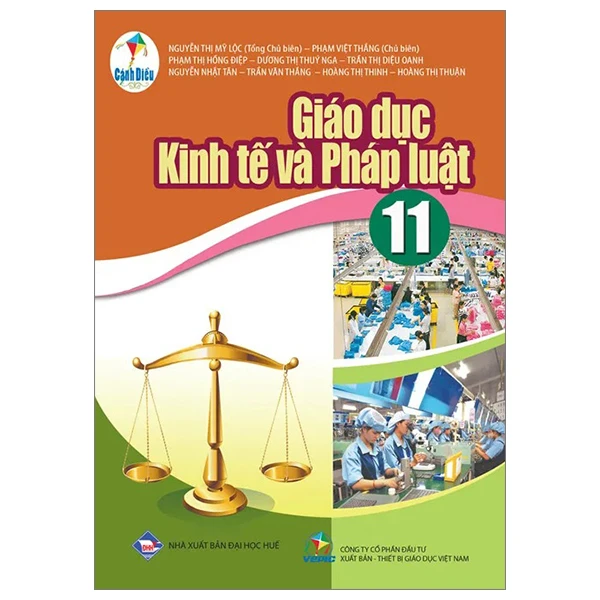 Cánh Diều
NGUYỄN THỊ MỸ LỘC (Tổng Chủ biên) – PHẠM VIỆT THẮNG (Chủ biên)
PHẠM THỊ HỒNG ĐIỆP – DƯƠNG THỊ THUÝ NGA – TRẦN THỊ DIỆU OANH
NGUYỄN NHẬT TÂN – TRẦN VĂN THẮNG – HOÀNG THỊ THINH – HOÀNG THỊ THUẬN
Giáo dục
Kinh tế và Pháp luật
11
ĐHH
NHÀ XUẤT BẢN ĐẠI HỌC HUẾ
VEPIC
CÔNG TY CỔ PHẦN ĐẦU TƯ
XUẤT BẢN - THIẾT BỊ GIÁO DỤC VIỆT NAM